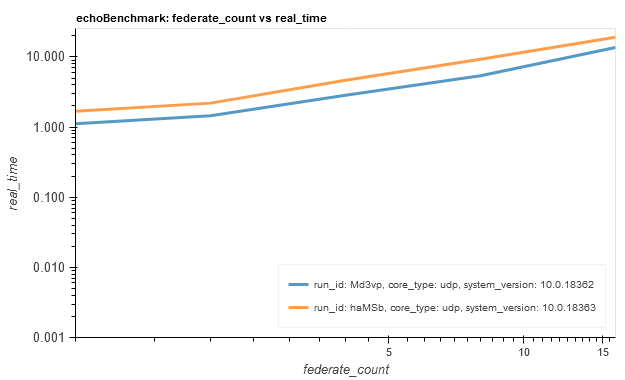 echoBenchmark: federate_count vs real_time
10.000
1.000
0.100
0.010
0.001
real_time
run_id: Md3vp, core_type: udp, system_version: 10.0.18362
run_id: haMSb, core_type: udp, system_version: 10.0.18363
5
10
15
federate_count